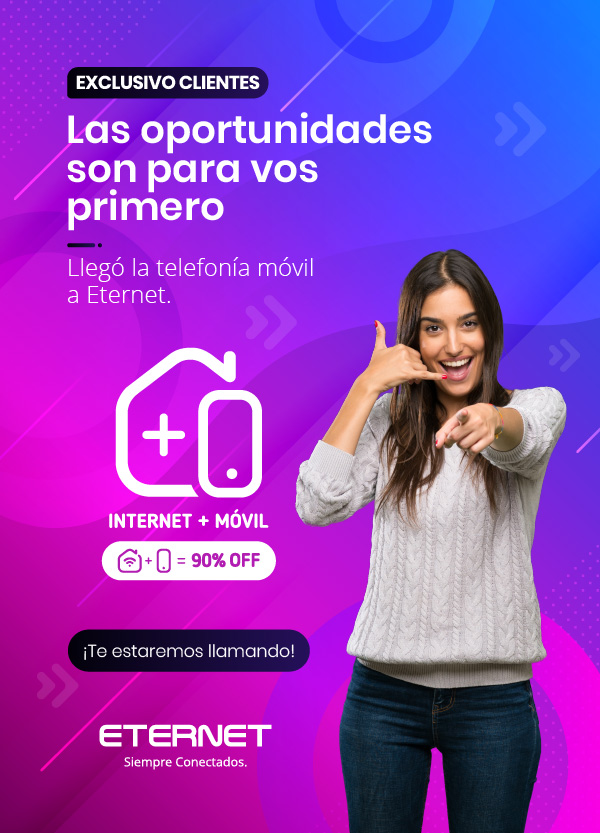 EXCLUSIVO CLIENTES
Las oportunidades
son para vos
primero
Llegó la telefonía móvil
a Eternet.
INTERNET + MÓVIL
+ = 90% OFF
¡Te estaremos llamando!
ETERNET
Siempre Conectados.